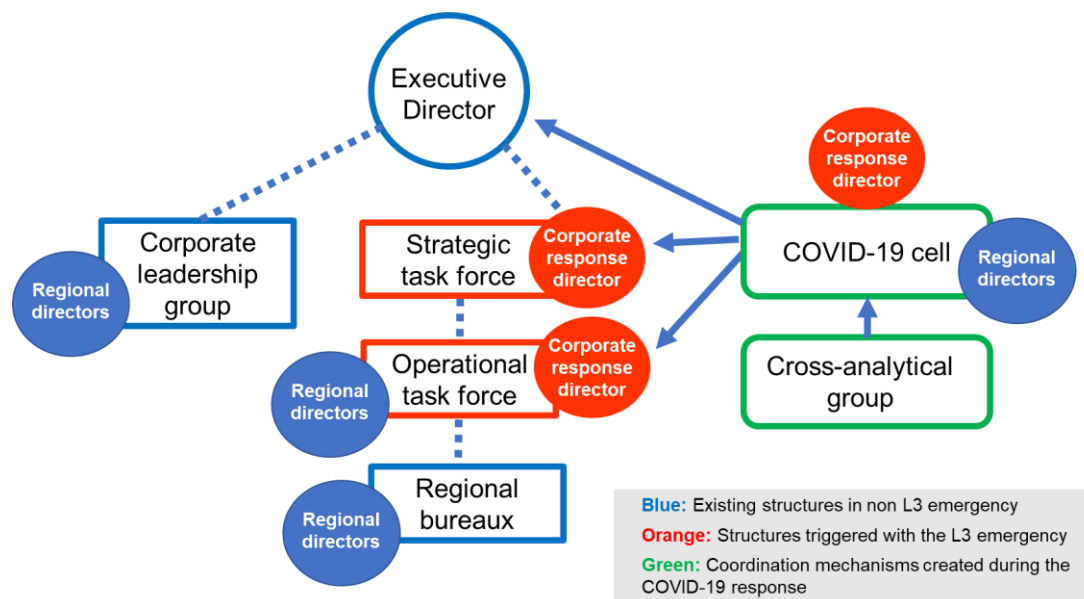 Executive
Director
Corporate
response
director
Corporate
leadership
group
Regional
directors
Strategic
task force
Corporate
response
director
COVID-19 cell
Regional
directors
Operational
task force
Corporate
response
director
Regional
directors
Cross-analytical
group
Regional
bureaux
Regional
directors
Blue: Existing structures in non L3 emergency
Orange: Structures triggered with the L3 emergency
Green: Coordination mechanisms created during the
COVID-19 response